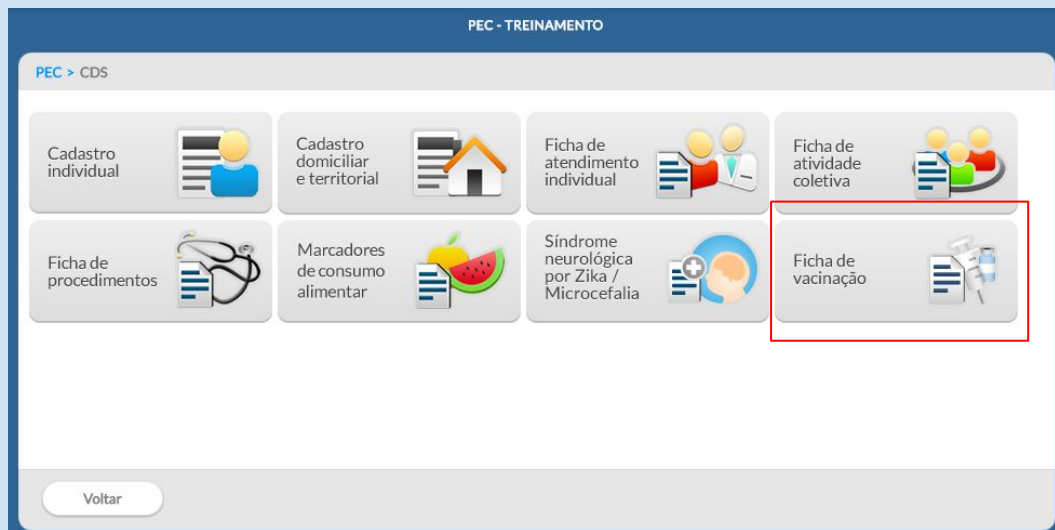 PEC - TREINAMENTO
PEC > CDS
Cadastro
individual
Cadastro
domiciliar
e territorial
Ficha de
atendimento
individual
Ficha de
atividade
coletiva
Ficha de
procedimentos
Marcadores
de consumo
alimentar
Síndrome
neurológica
por Zika /
Microcefalia
Ficha de
vacinação
Voltar